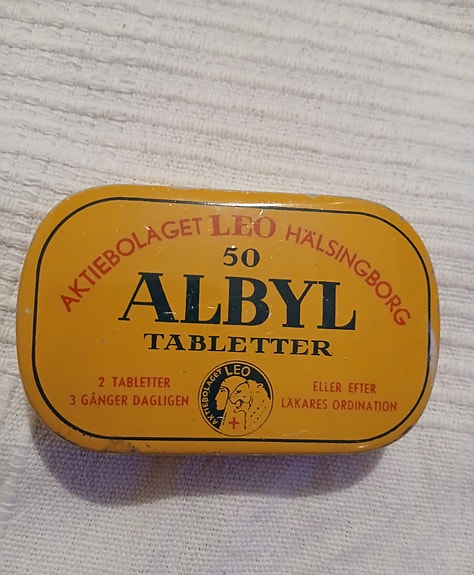 AKTIEBOLAGET LEO HÄLSINGBORG
50
ALBYL
TABLETTER
2 TABLETTER
3 GÅNGER DAGLIGEN
AKTIEBOLAGET LEO
ELLER EFTER
LÄKARES ORDINATION